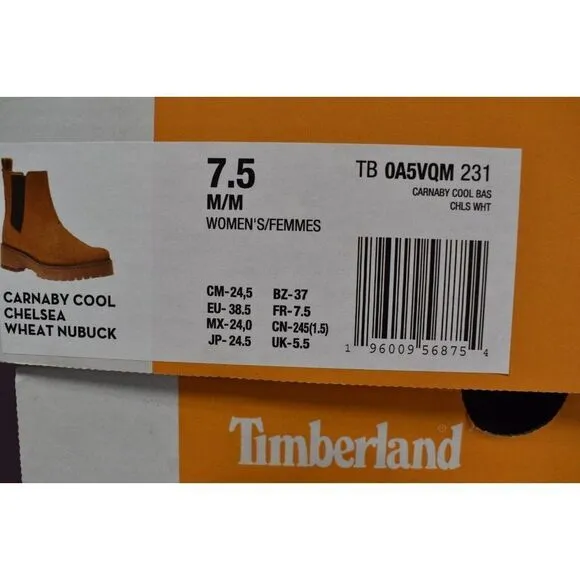 7.5
M/M
WOMEN'S/FEMMES
TB 0A5VQM 231
CARNABY COOL BAS
CHLS WHT
CARNABY COOL
CHELSEA
WHEAT NUBUCK
CM-24,5 BZ-37
EU- 38.5 FR-7.5
MX-24,0 CN-245(1.5)
JP- 24.5 UK-5.5
1 96009 56875 4
Timberland